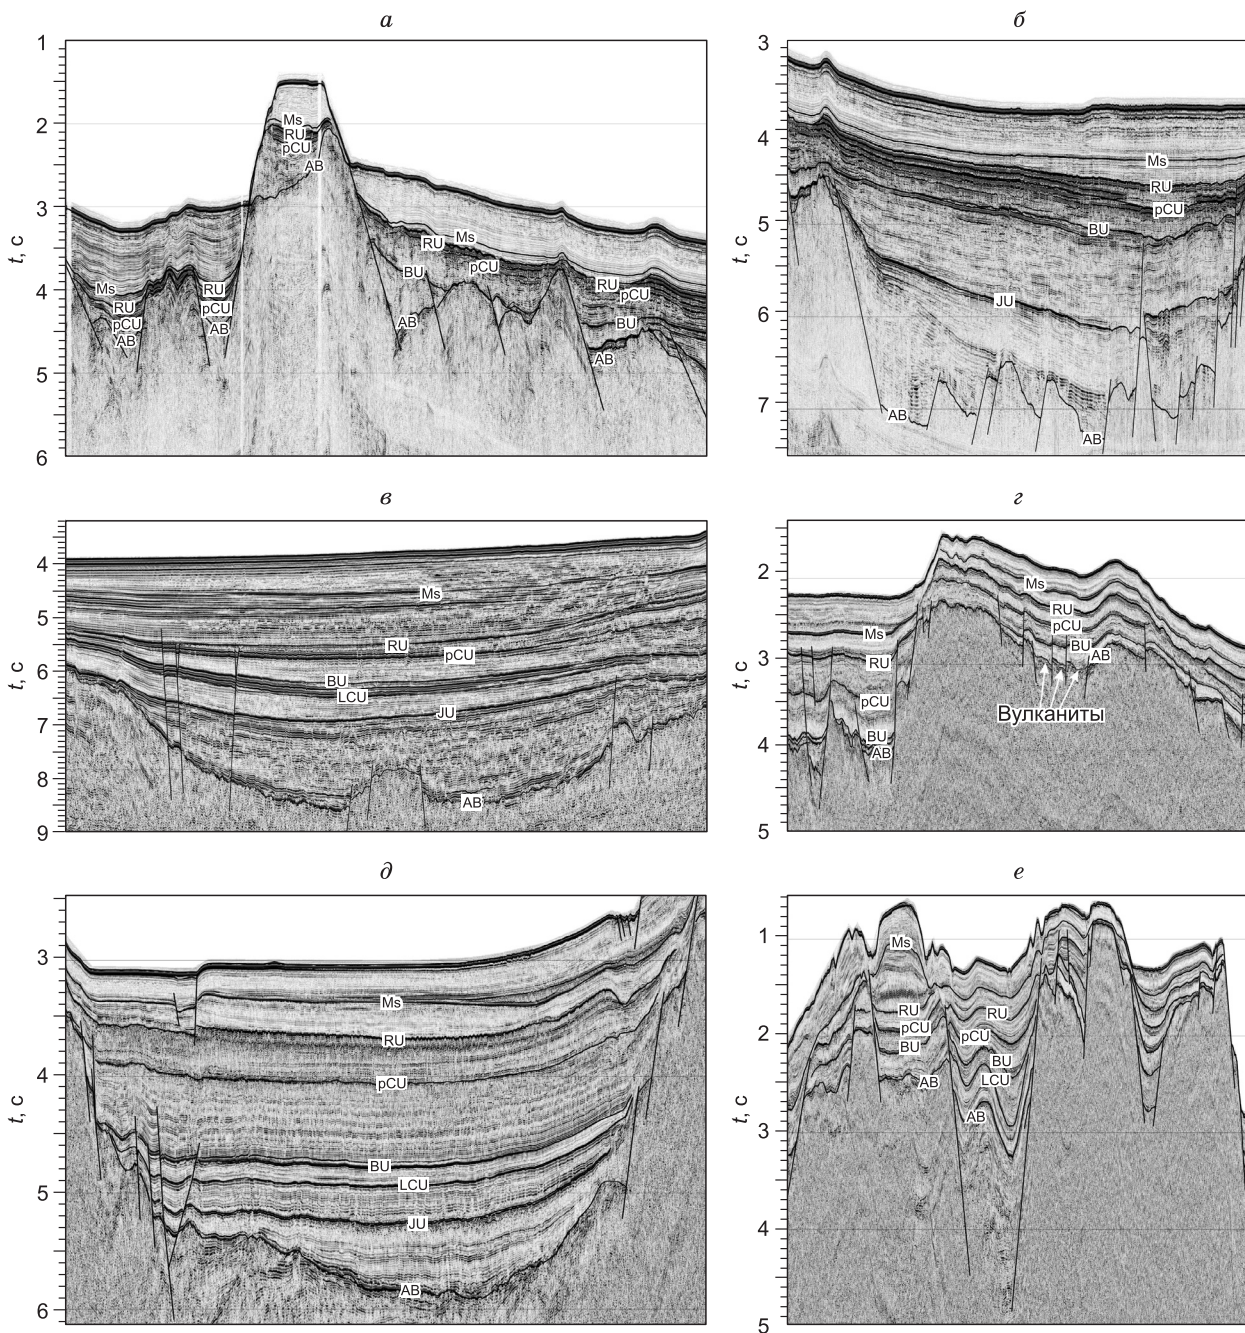 а
1
2
3
4
5
6
t, с
Ms
RU
pCU
AB
Ms
RU
pCU
AB
RU
pCU
AB
Ms
RU
BU
pCU
AB
RU
pCU
BU
AB
б
3
4
5
6
7
t, с
Ms
RU
pCU
BU
JU
AB
AB
в
4
5
6
7
8
9
t, с
Ms
RU
pCU
BU
LCU
JU
AB
г
2
3
4
5
t, с
Ms
RU
pCU
BU
AB
Ms
RU
pCU
BU
AB
Вулканиты
д
3
4
5
6
t, с
Ms
RU
pCU
BU
LCU
JU
AB
е
1
2
3
4
5
t, с
Ms
RU
pCU
BU
AB
RU
pCU
BU
LCU
AB